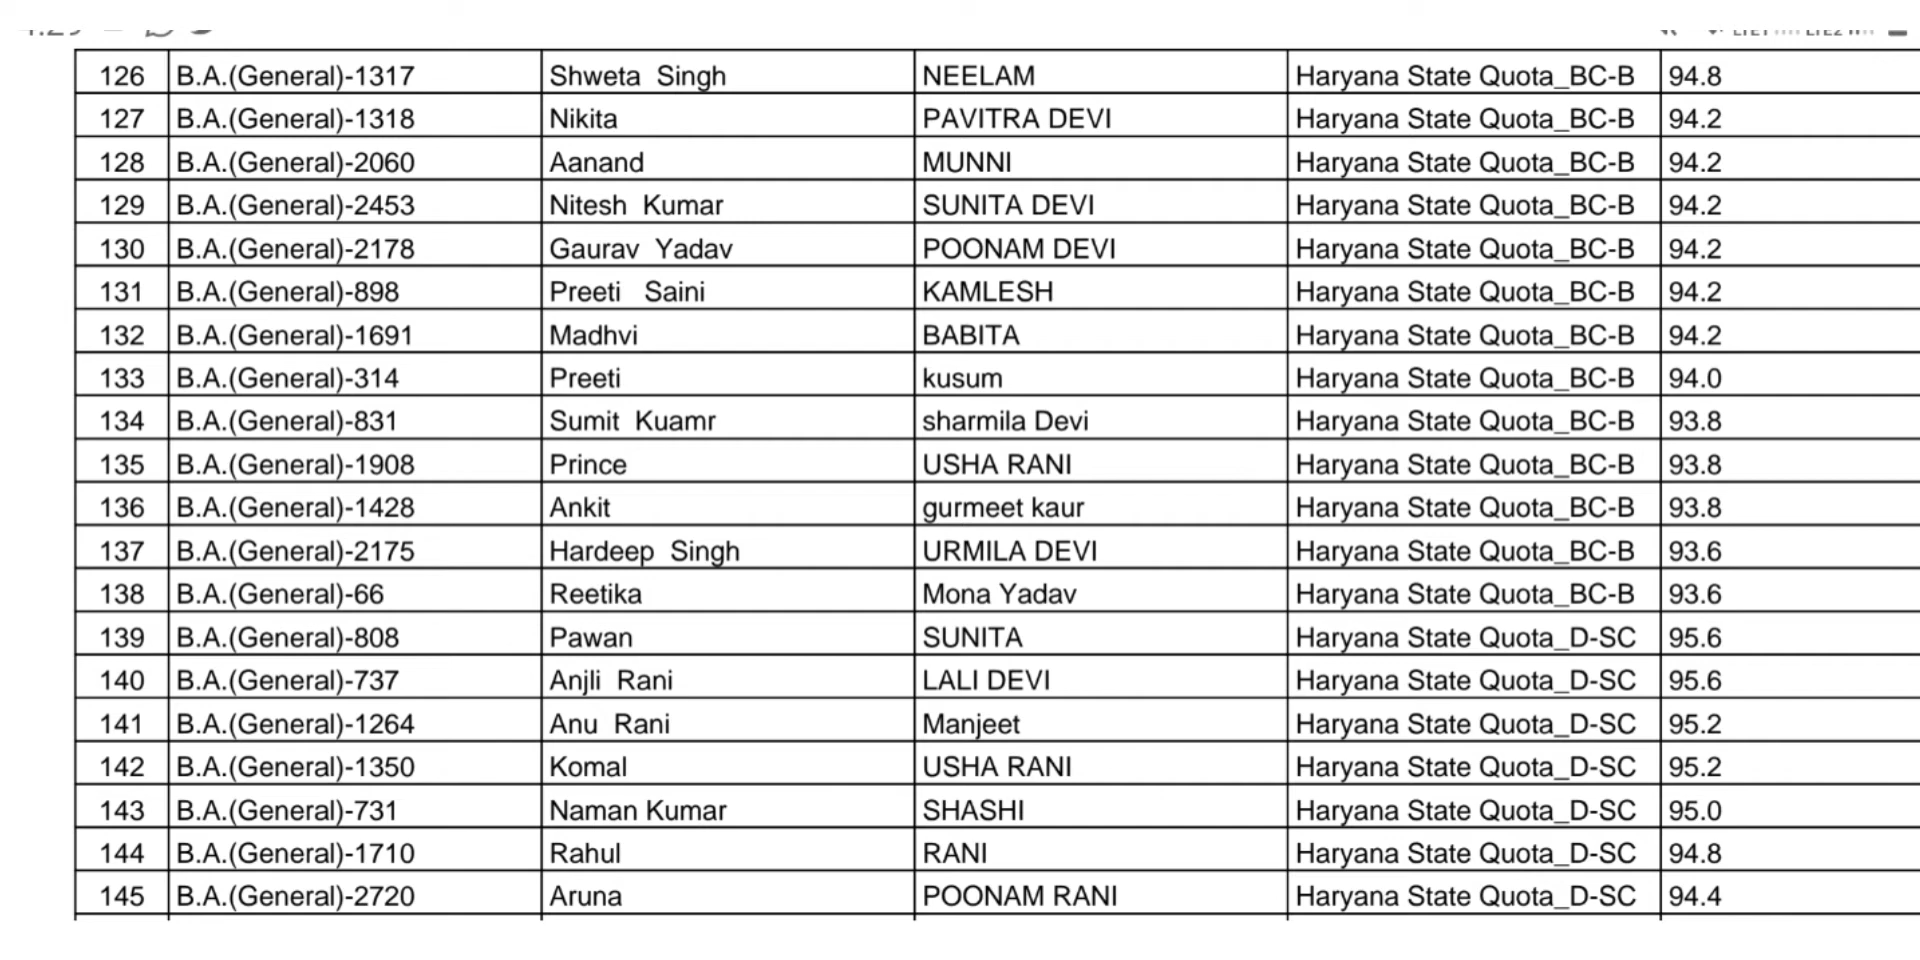 126 B.A.(General)-1317 Shweta Singh NEELAM Haryana State Quota_BC-B 94.8
127 B.A.(General)-1318 Nikita PAVITRA DEVI Haryana State Quota_BC-B 94.2
128 B.A.(General)-2060 Aanand MUNNI Haryana State Quota_BC-B 94.2
129 B.A.(General)-2453 Nitesh Kumar SUNITA DEVI Haryana State Quota_BC-B 94.2
130 B.A.(General)-2178 Gaurav Yadav POONAM DEVI Haryana State Quota_BC-B 94.2
131 B.A.(General)-898 Preeti Saini KAMLESH Haryana State Quota_BC-B 94.2
132 B.A.(General)-1691 Madhvi BABITA Haryana State Quota_BC-B 94.2
133 B.A.(General)-314 Preeti kusum Haryana State Quota_BC-B 94.0
134 B.A.(General)-831 Sumit Kuamr sharmila Devi Haryana State Quota_BC-B 93.8
135 B.A.(General)-1908 Prince USHA RANI Haryana State Quota_BC-B 93.8
136 B.A.(General)-1428 Ankit gurmeet kaur Haryana State Quota_BC-B 93.8
137 B.A.(General)-2175 Hardeep Singh URMILA DEVI Haryana State Quota_BC-B 93.6
138 B.A.(General)-66 Reetika Mona Yadav Haryana State Quota_BC-B 93.6
139 B.A.(General)-808 Pawan SUNITA Haryana State Quota_D-SC 95.6
140 B.A.(General)-737 Anjli Rani LALI DEVI Haryana State Quota_D-SC 95.6
141 B.A.(General)-1264 Anu Rani Manjeet Haryana State Quota_D-SC 95.2
142 B.A.(General)-1350 Komal USHA RANI Haryana State Quota_D-SC 95.2
143 B.A.(General)-731 Naman Kumar SHASHI Haryana State Quota_D-SC 95.0
144 B.A.(General)-1710 Rahul RANI Haryana State Quota_D-SC 94.8
145 B.A.(General)-2720 Aruna POONAM RANI Haryana State Quota_D-SC 94.4